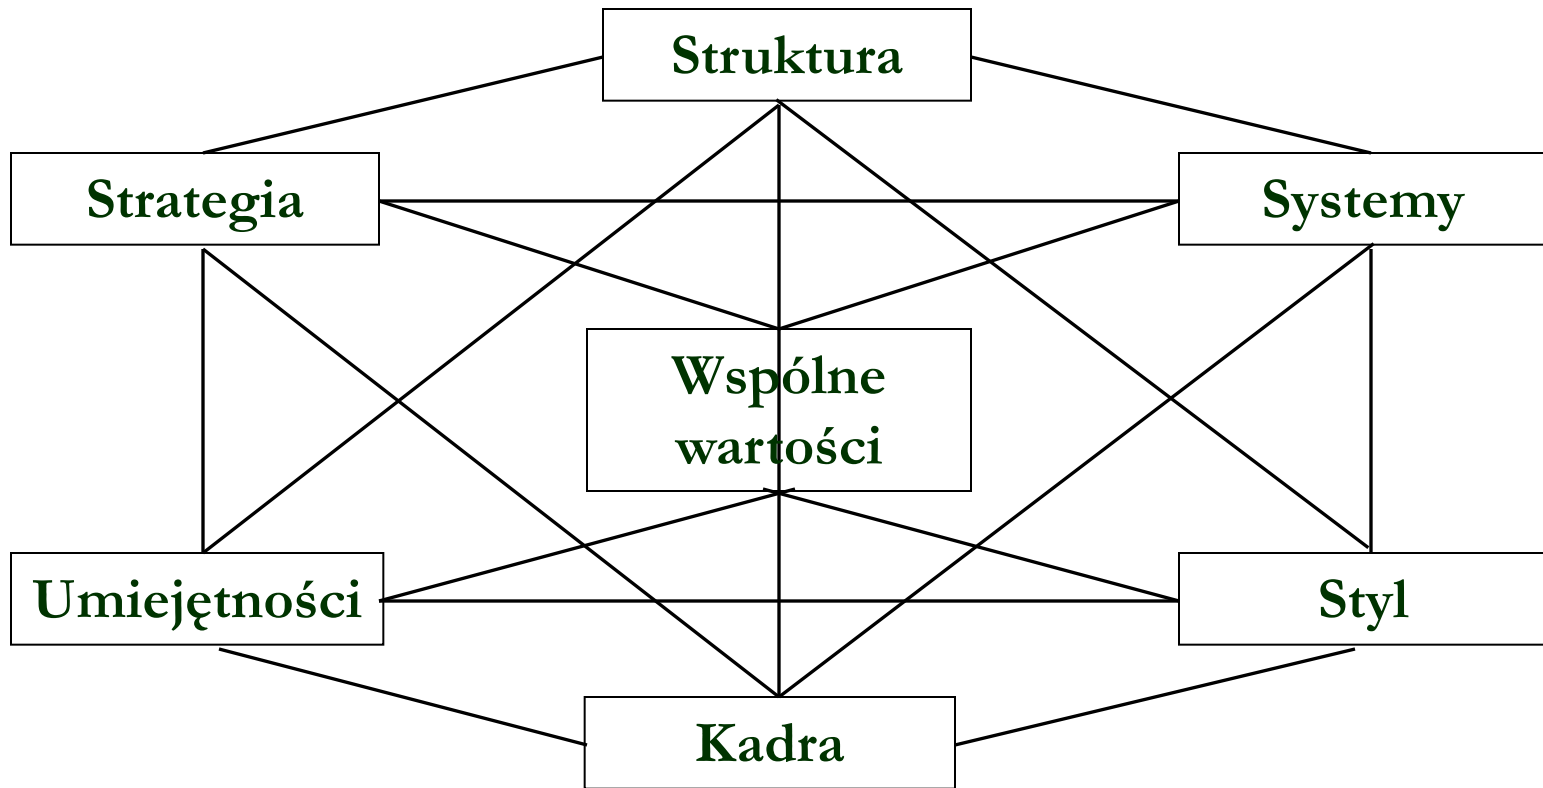 Struktura
Strategia
Systemy
Wspólne
wartości
Umiejętności
Styl
Kadra